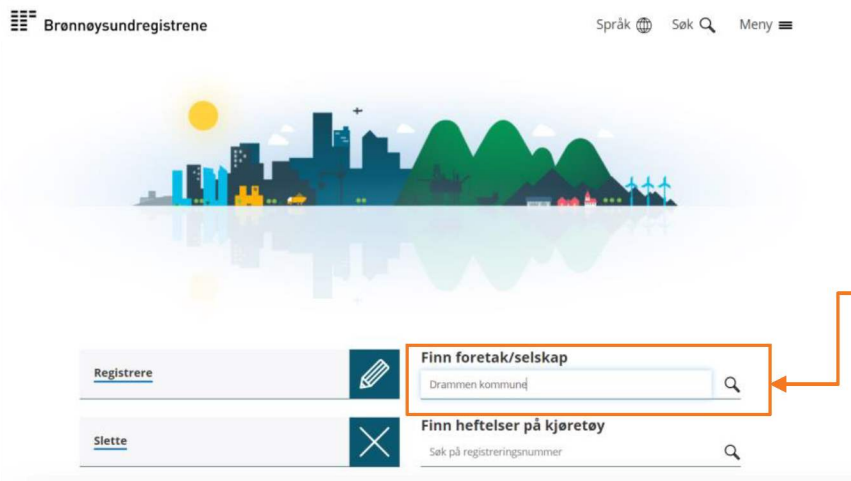 Brønnøysundregistrene
Språk Søk Meny
Registrere
Finn foretak/selskap
Drammen kommune
Slette
Finn heftelser på kjøretøy
Søk på registreringsnummer